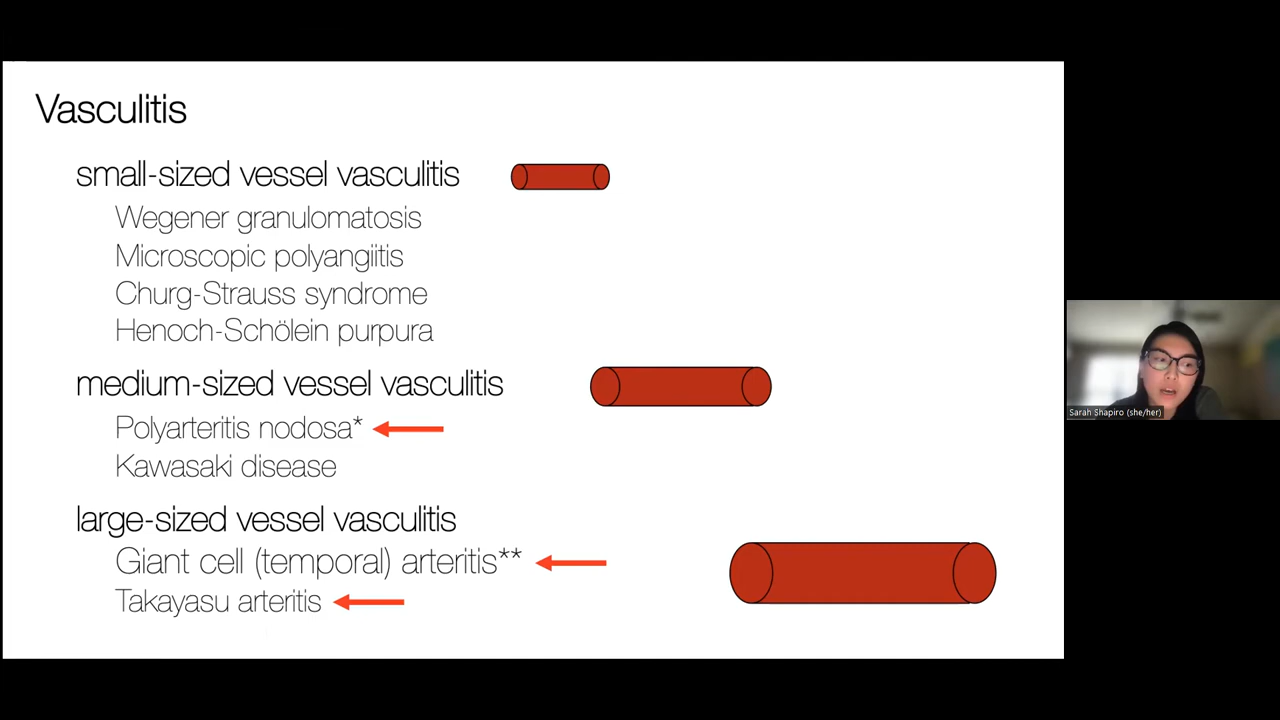 Vasculitis
small-sized vessel vasculitis
Wegener granulomatosis
Microscopic polyangiitis
Churg-Strauss syndrome
Henoch-Schölein purpura
medium-sized vessel vasculitis
Polyarteritis nodosa*
Kawasaki disease
large-sized vessel vasculitis
Giant cell (temporal) arteritis**
Takayasu arteritis
Sarah Shapiro (she/her)